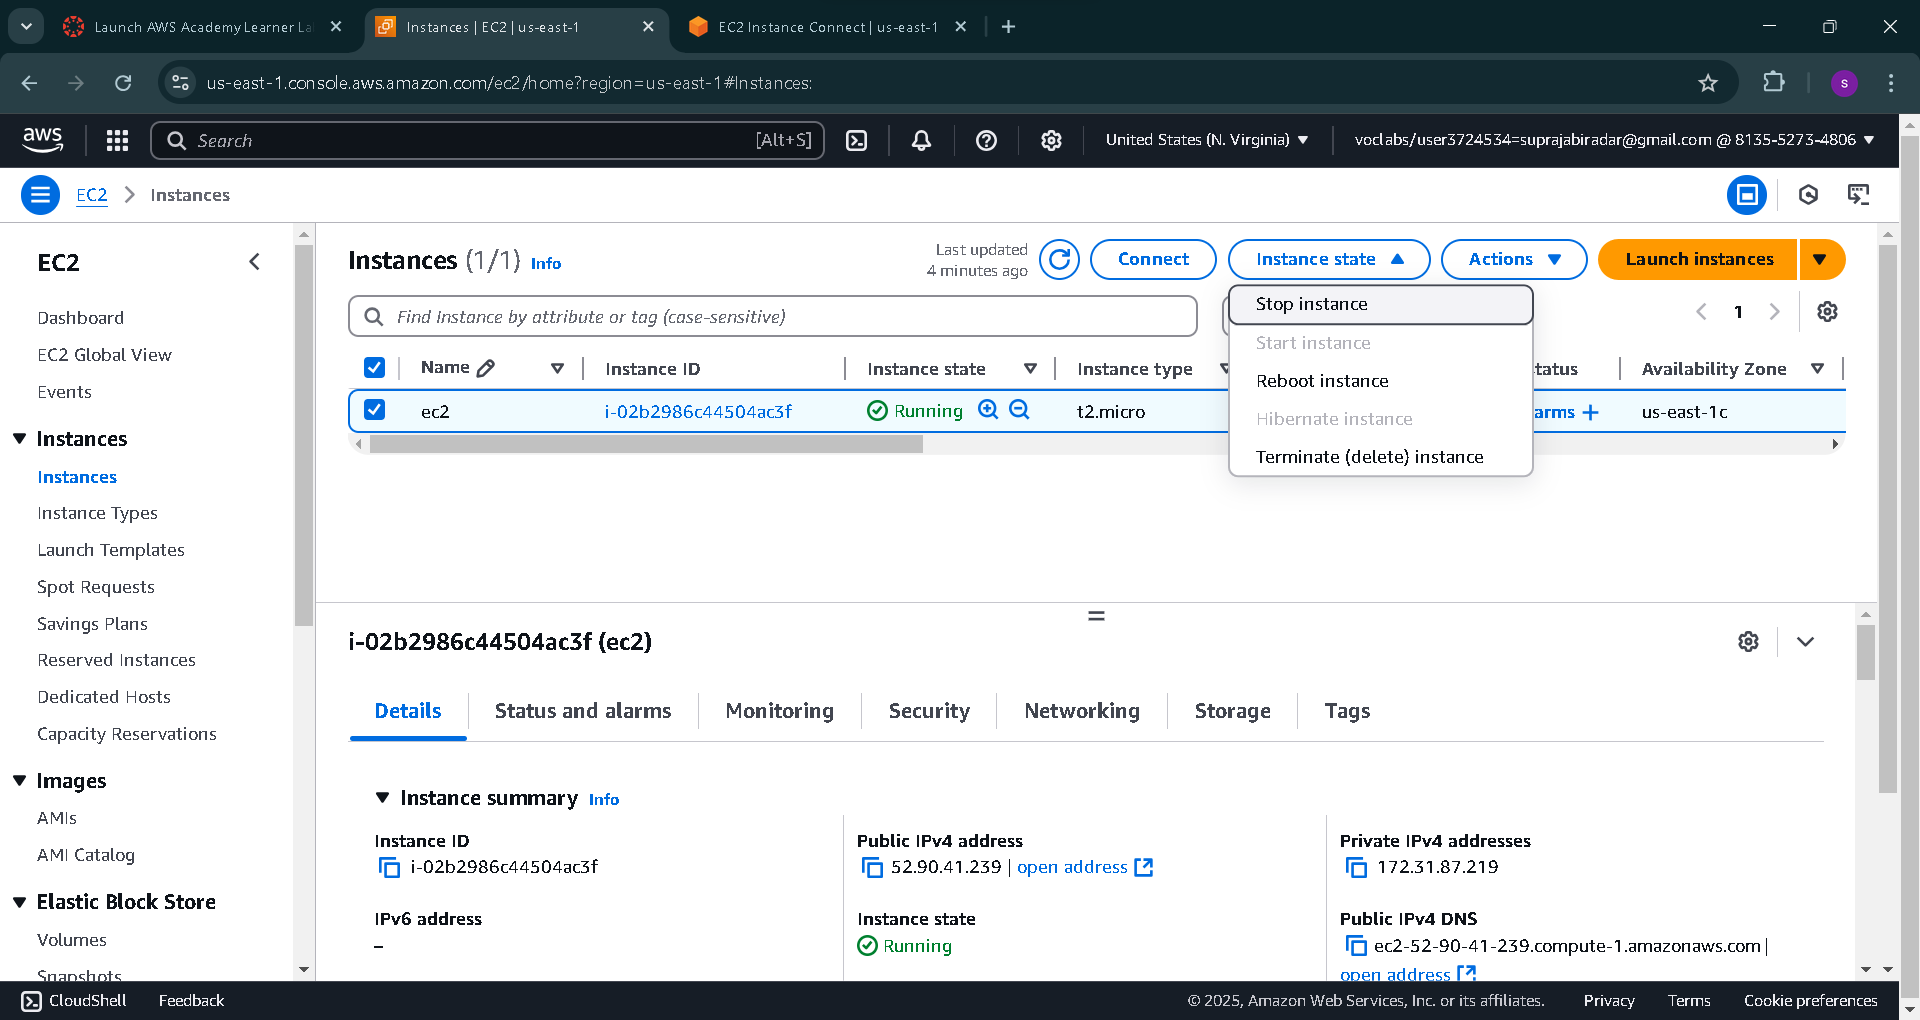 Launch AWS Academy Learner La
Instances | EC2 | us-east-1
EC2 Instance Connect | us-east-1
us-east-1.console.aws.amazon.com/ec2/home?region=us-east-1#Instances:
S
aws
Search
[Alt+S]
United States (N. Virginia)
voclabs/user3724534=suprajabiradar@gmail.com @ 8135-5273-4806
EC2
Instances
EC2
Dashboard
EC2 Global View
Events
Instances
Instances
Instance Types
Launch Templates
Spot Requests
Savings Plans
Reserved Instances
Dedicated Hosts
Capacity Reservations
Images
AMIs
AMI Catalog
Elastic Block Store
Volumes
Snapshots
Instances (1/1) Info
Last updated
4 minutes ago
Connect
Instance state
Actions
Launch instances
Find Instance by attribute or tag (case-sensitive)
Stop instance
Start instance
Reboot instance
Hibernate instance
Terminate (delete) instance
1
Name
Instance ID
Instance state
Instance type
tatus
Availability Zone
ec2
i-02b2986c44504ac3f
Running
t2.micro
arms +
us-east-1c
i-02b2986c44504ac3f (ec2)
Details
Status and alarms
Monitoring
Security
Networking
Storage
Tags
Instance summary Info
Instance ID
i-02b2986c44504ac3f
Public IPv4 address
52.90.41.239 | open address
Private IPv4 addresses
172.31.87.219
IPv6 address
–
Instance state
Running
Public IPv4 DNS
ec2-52-90-41-239.compute-1.amazonaws.com |
open address
CloudShell
Feedback
© 2025, Amazon Web Services, Inc. or its affiliates.
Privacy
Terms
Cookie preferences